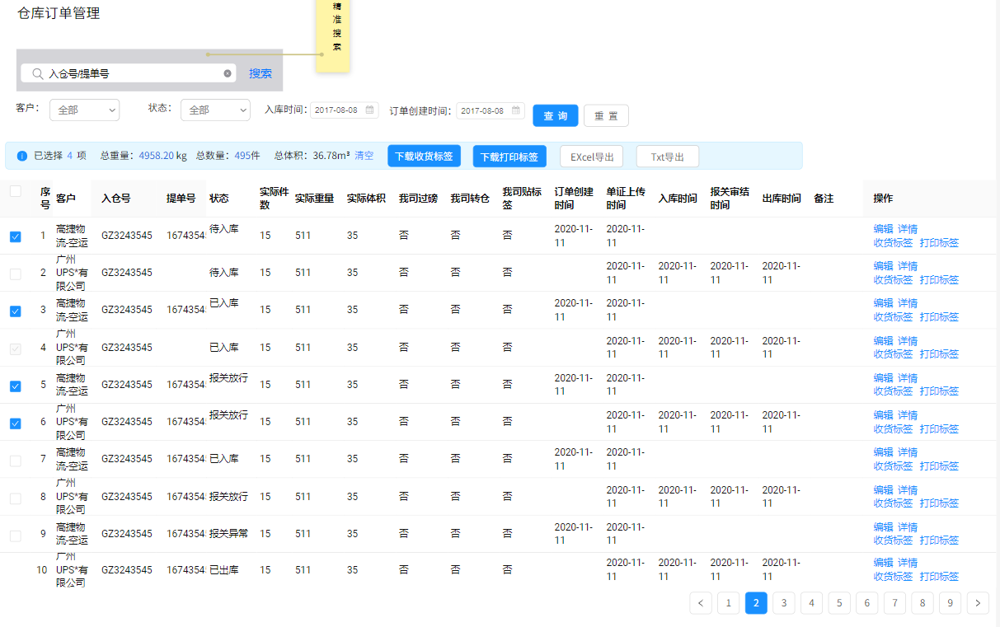 仓库订单管理
精
准
搜
索
入仓号/提单号 搜索
客户： 全部 状态： 全部 入库时间： 2017-08-08 订单创建时间： 2017-08-08 查 询 重 置
已选择 4 项 总重量：4958.20 kg 总数量：495件 总体积：36.78m³ 清空 下载收货标签 下载打印标签 EXcel导出 Txt导出
序号 客户 入仓号 提单号 状态 实际件数 实际重量 实际体积 我司过磅 我司转仓 我司贴标签 订单创建时间 单证上传时间 入库时间 报关审结时间 出库时间 备注 操作
1 高捷物流-空运 GZ3243545 1674354 待入库 15 511 35 否 否 否 2020-11-11 2020-11-11 编辑 详情 收货标签 打印标签
2 广州UPS*有限公司 GZ3243545 待入库 15 511 35 否 否 否 2020-11-11 2020-11-11 2020-11-11 2020-11-11 编辑 详情 收货标签 打印标签
3 高捷物流-空运 GZ3243545 1674354 已入库 15 511 35 否 否 否 2020-11-11 2020-11-11 编辑 详情 收货标签 打印标签
4 广州UPS*有限公司 GZ3243545 已入库 15 511 35 否 否 否 2020-11-11 2020-11-11 2020-11-11 2020-11-11 编辑 详情 收货标签 打印标签
5 高捷物流-空运 GZ3243545 1674354 报关放行 15 511 35 否 否 否 2020-11-11 2020-11-11 编辑 详情 收货标签 打印标签
6 广州UPS*有限公司 GZ3243545 1674354 报关放行 15 511 35 否 否 否 2020-11-11 2020-11-11 2020-11-11 2020-11-11 编辑 详情 收货标签 打印标签
7 高捷物流-空运 GZ3243545 1674354 已入库 15 511 35 否 否 否 2020-11-11 2020-11-11 编辑 详情 收货标签 打印标签
8 广州UPS*有限公司 GZ3243545 1674354 报关放行 15 511 35 否 否 否 2020-11-11 2020-11-11 2020-11-11 2020-11-11 编辑 详情 收货标签 打印标签
9 高捷物流-空运 GZ3243545 1674354 报关异常 15 511 35 否 否 否 2020-11-11 2020-11-11 编辑 详情 收货标签 打印标签
10 广州UPS*有限公司 GZ3243545 1674354 已出库 15 511 35 否 否 否 2020-11-11 2020-11-11 2020-11-11 2020-11-11 编辑 详情 收货标签 打印标签
< 1 2 3 4 5 6 7 8 9 >